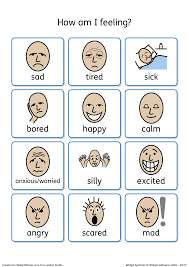 How am I feeling?
sad
tired
sick
bored
happy
calm
anxious/worried
silly
excited
angry
scared
mad